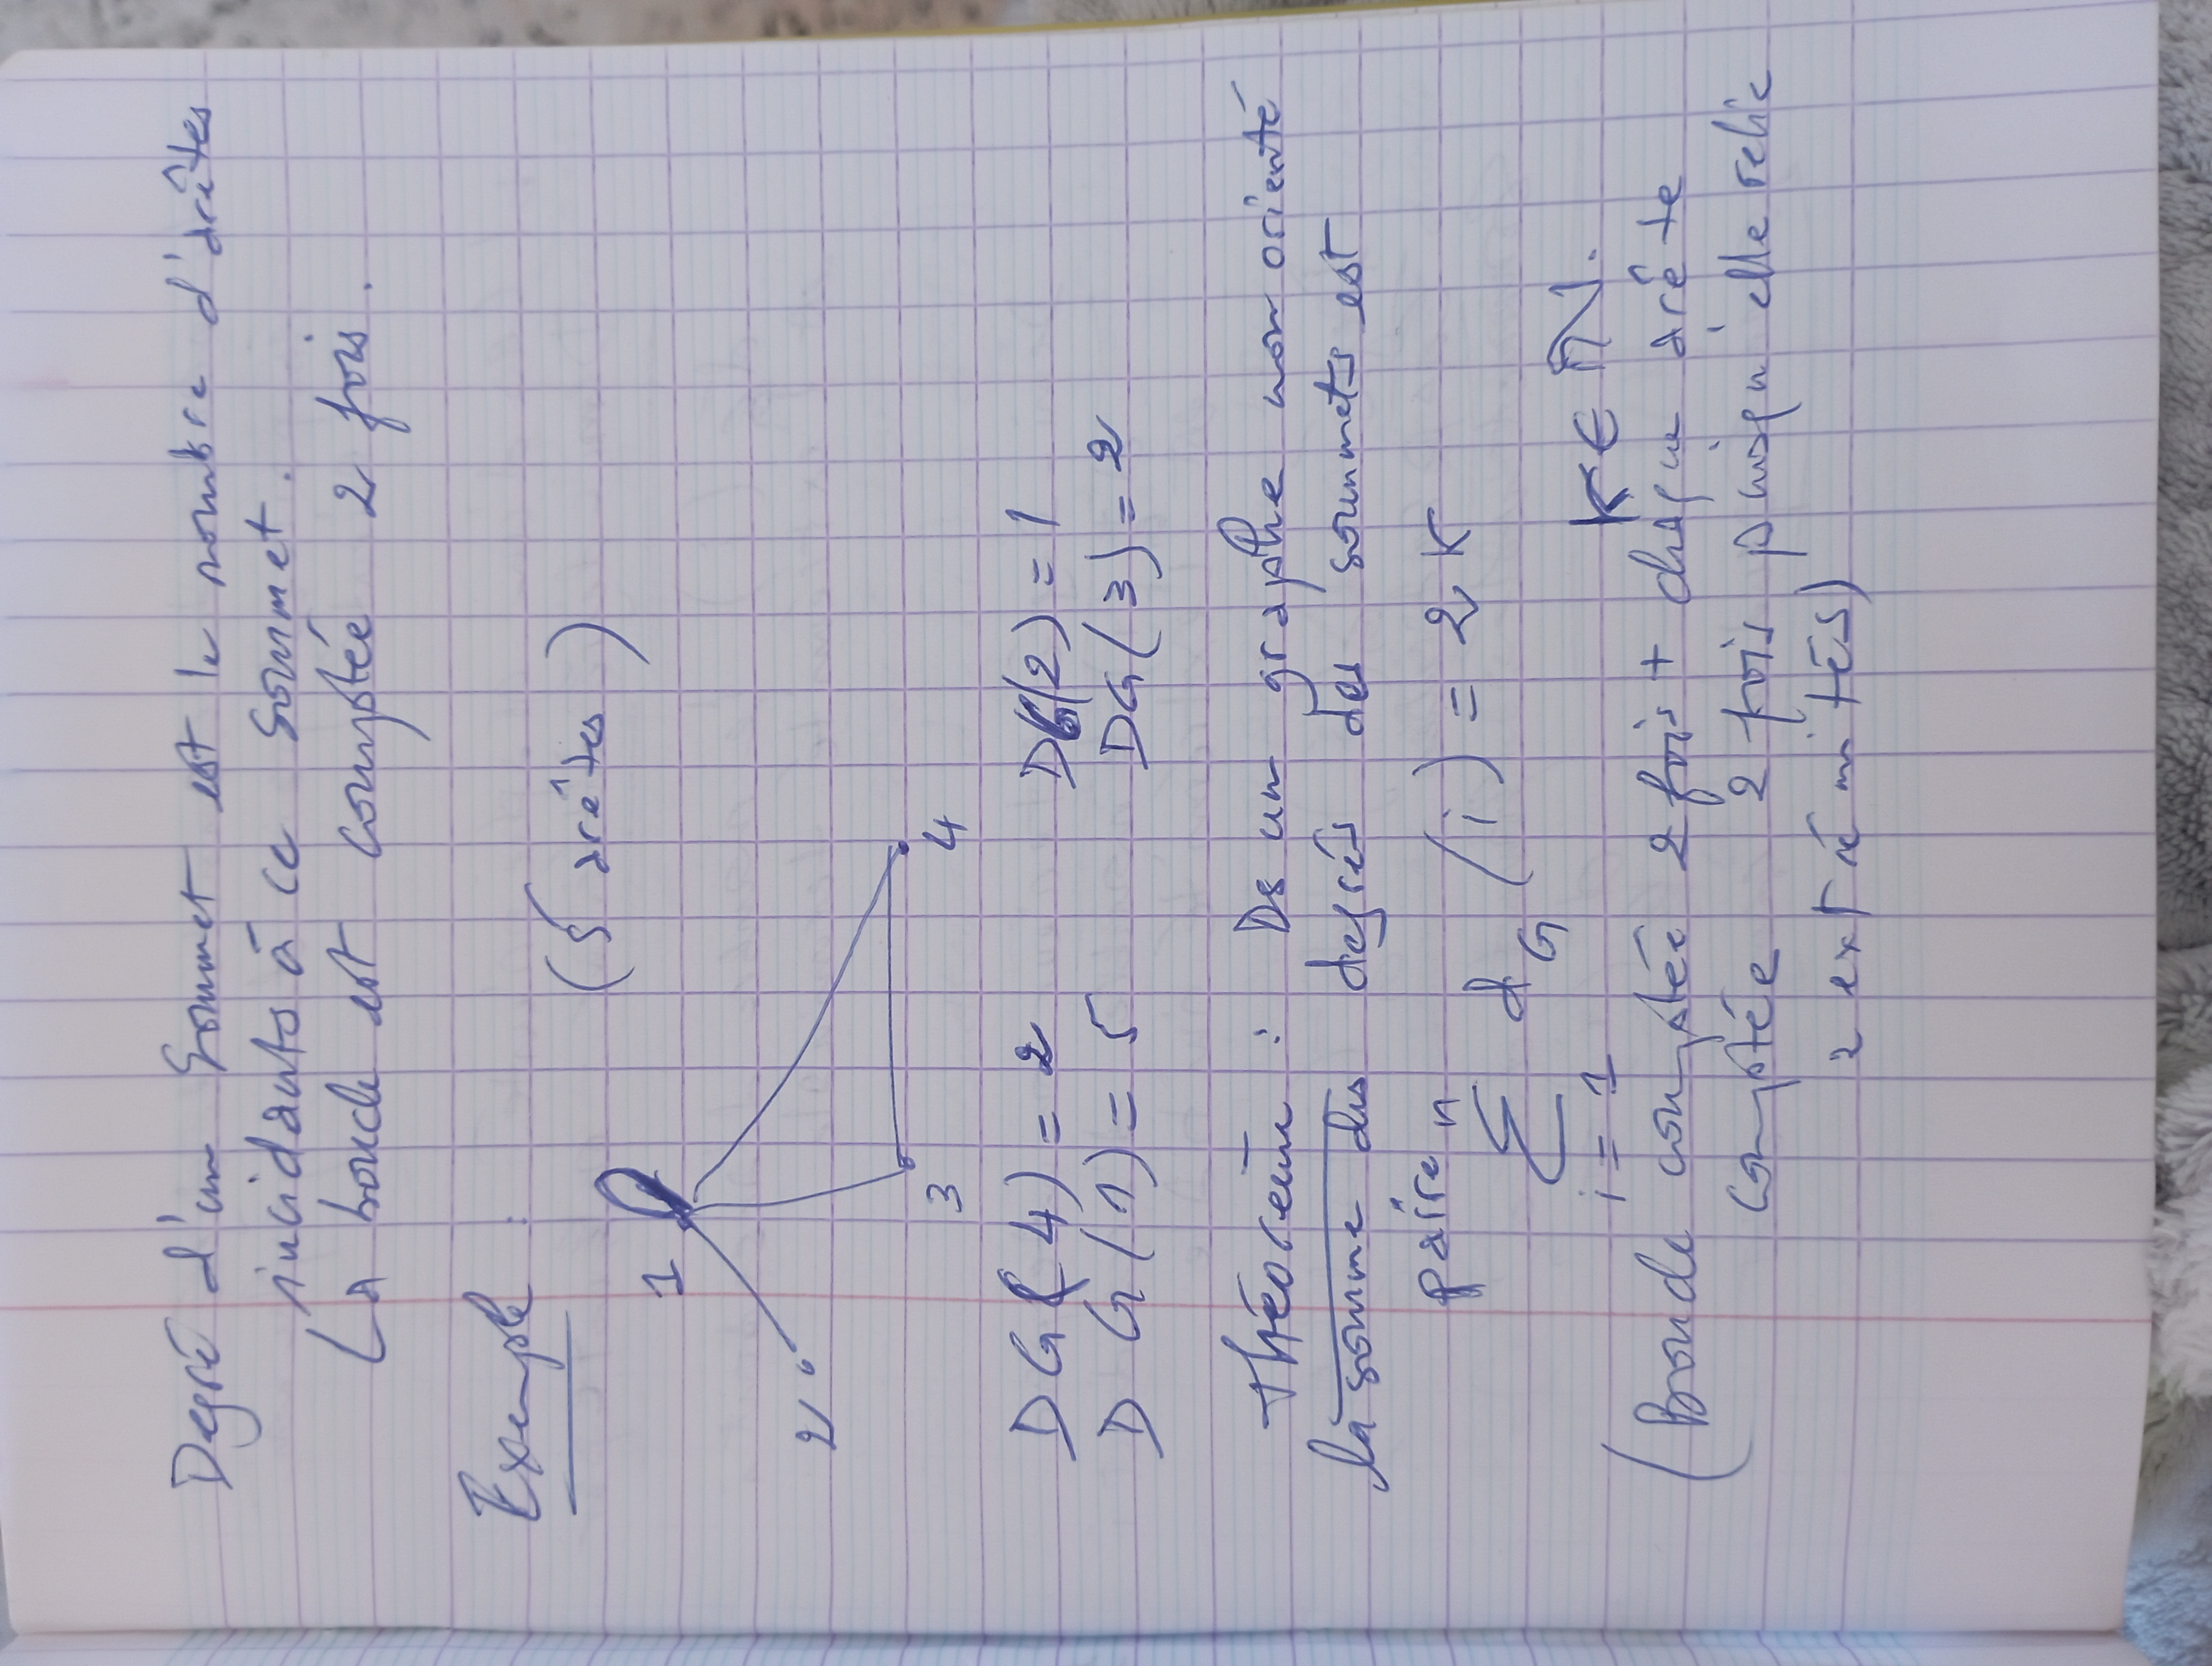 Degré d'un sommet est le nombre d'arêtes
incidants à ce sommet.
La boucle est comptée 2 fois.
Exemple :
(5 arêtes)
1
2
3
4
DG(4) = 2
DG(2) = 1
DG(1) = 5
DG(3) = 2
Théorème : Ds un graphe non orienté
la somme des degrés des sommets est
paire
n
∑ d_G (i) = 2K
i = 1
K ∈ ℕ.
(Boucle comptée 2 fois + chaque arête
comptée 2 fois puisqu'elle relie
2 extrémités)